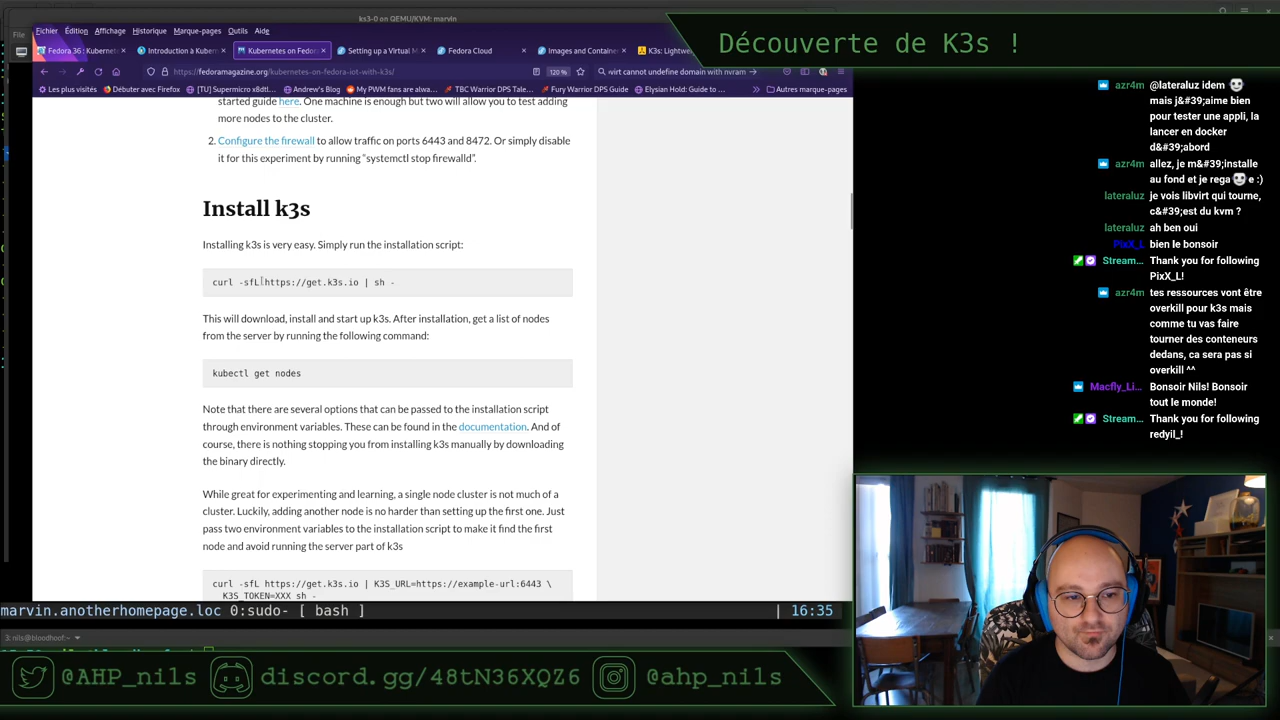 ks3-0 on QEMU/KVM: marvin
File
Fichier Édition Affichage Historique Marque-pages Outils Aide
Fedora 36 : Kubernet
Introduction à Kubern
Kubernetes on Fedora
Setting up a Virtual M
Fedora Cloud
Images and Containe
K3s: Lightwe
https://fedoramagazine.org/kubernetes-on-fedora-iot-with-k3s/
120 %
virt cannot undefine domain with nvram
Les plus visités
Débuter avec Firefox
[TU] Supermicro x8dtl…
Andrew's Blog
My PWM fans are alwa…
TBC Warrior DPS Tale…
Fury Warrior DPS Guide
Elysian Hold: Guide to …
Autres marque-pages
started guide here. One machine is enough but two will allow you to test adding
more nodes to the cluster.
2. Configure the firewall to allow traffic on ports 6443 and 8472. Or simply disable
it for this experiment by running "systemctl stop firewalld".
Install k3s
Installing k3s is very easy. Simply run the installation script:
curl -sfL https://get.k3s.io | sh -
This will download, install and start up k3s. After installation, get a list of nodes
from the server by running the following command:
kubectl get nodes
Note that there are several options that can be passed to the installation script
through environment variables. These can be found in the documentation. And of
course, there is nothing stopping you from installing k3s manually by downloading
the binary directly.
While great for experimenting and learning, a single node cluster is not much of a
cluster. Luckily, adding another node is no harder than setting up the first one. Just
pass two environment variables to the installation script to make it find the first
node and avoid running the server part of k3s
curl -sfL https://get.k3s.io | K3S_URL=https://example-url:6443 \
K3S_TOKEN=XXX sh -
marvin.anotherhomepage.loc 0:sudo- [ bash ]
| 16:35
3: nils@bloodhoof:~
Découverte de K3s !
azr4m @lateraluz idem
mais j&#39;aime bien
pour tester une appli, la
lancer en docker
d&#39;abord
azr4m allez, je m&#39;installe
au fond et je rega e :)
lateraluz je vois libvirt qui tourne,
c&#39;est du kvm ?
lateraluz ah ben oui
PixX_L bien le bonsoir
Stream… Thank you for following
PixX_L!
azr4m tes ressources vont être
overkill pour k3s mais
comme tu vas faire
tourner des conteneurs
dedans, ca sera pas si
overkill ^^
Macfly_Li… Bonsoir Nils! Bonsoir
tout le monde!
Stream… Thank you for following
redyil_!
@AHP_nils
discord.gg/48tN36XQZ6
@ahp_nils